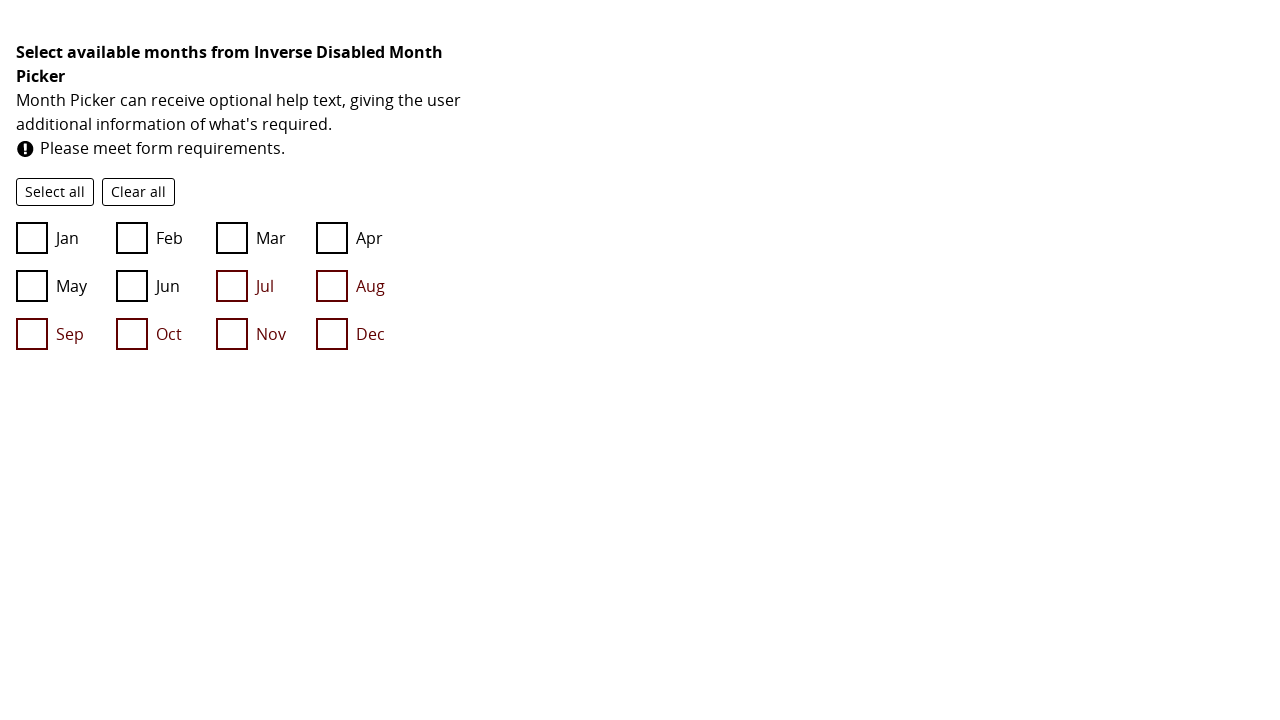 Select available months from Inverse Disabled Month
Picker
Month Picker can receive optional help text, giving the user
additional information of what's required.
Please meet form requirements.
Select all Clear all
Jan Feb Mar Apr
May Jun Jul Aug
Sep Oct Nov Dec